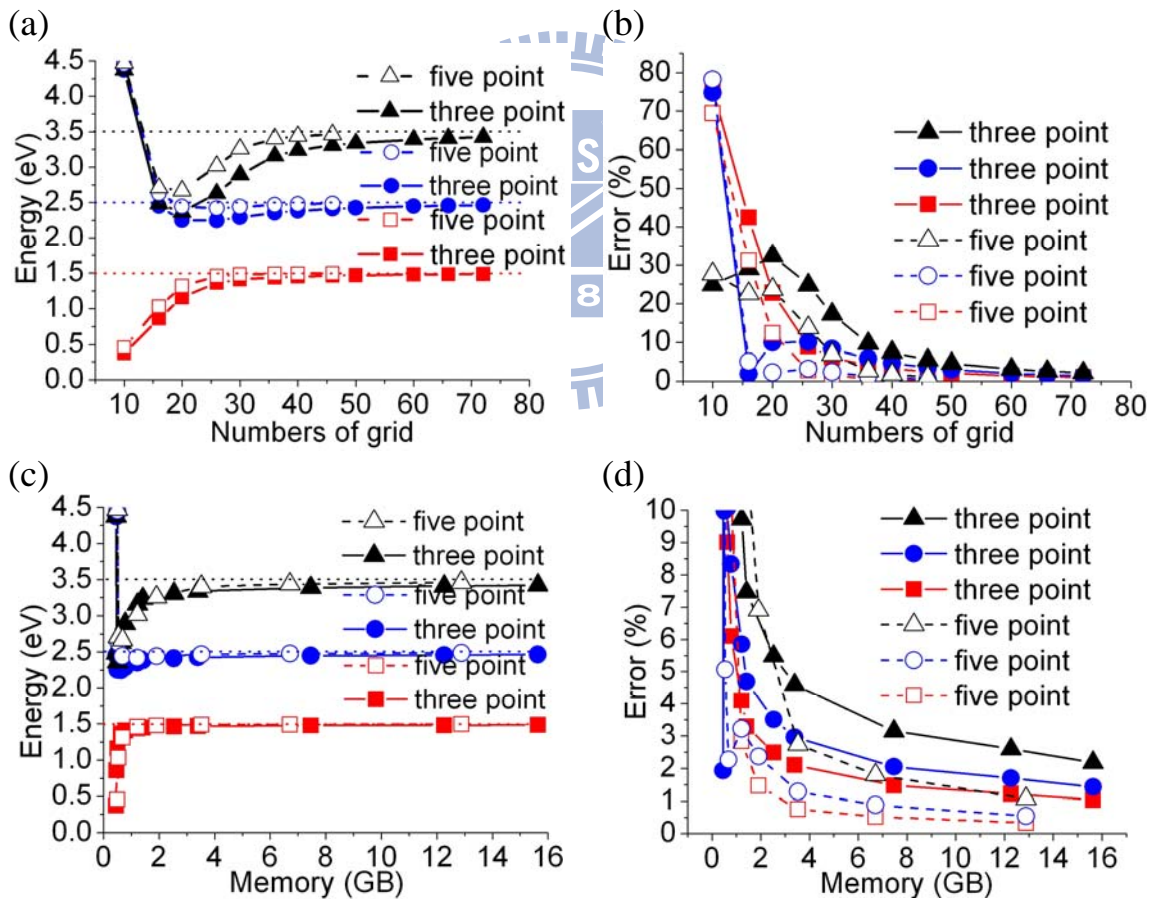 (a)
Energy (eV)
4.5
4.0
3.5
3.0
2.5
2.0
1.5
1.0
0.5
0.0
five point
three point
five point
three point
five point
three point
10 20 30 40 50 60 70 80
Numbers of grid
(b)
Error (%)
80
70
60
50
40
30
20
10
0
three point
three point
three point
five point
five point
five point
10 20 30 40 50 60 70 80
Numbers of grid
S
8
(c)
Energy (eV)
4.5
4.0
3.5
3.0
2.5
2.0
1.5
1.0
0.5
0.0
five point
three point
five point
three point
five point
three point
0 2 4 6 8 10 12 14 16
Memory (GB)
(d)
Error (%)
10
9
8
7
6
5
4
3
2
1
0
three point
three point
three point
five point
five point
five point
0 2 4 6 8 10 12 14 16
Memory (GB)